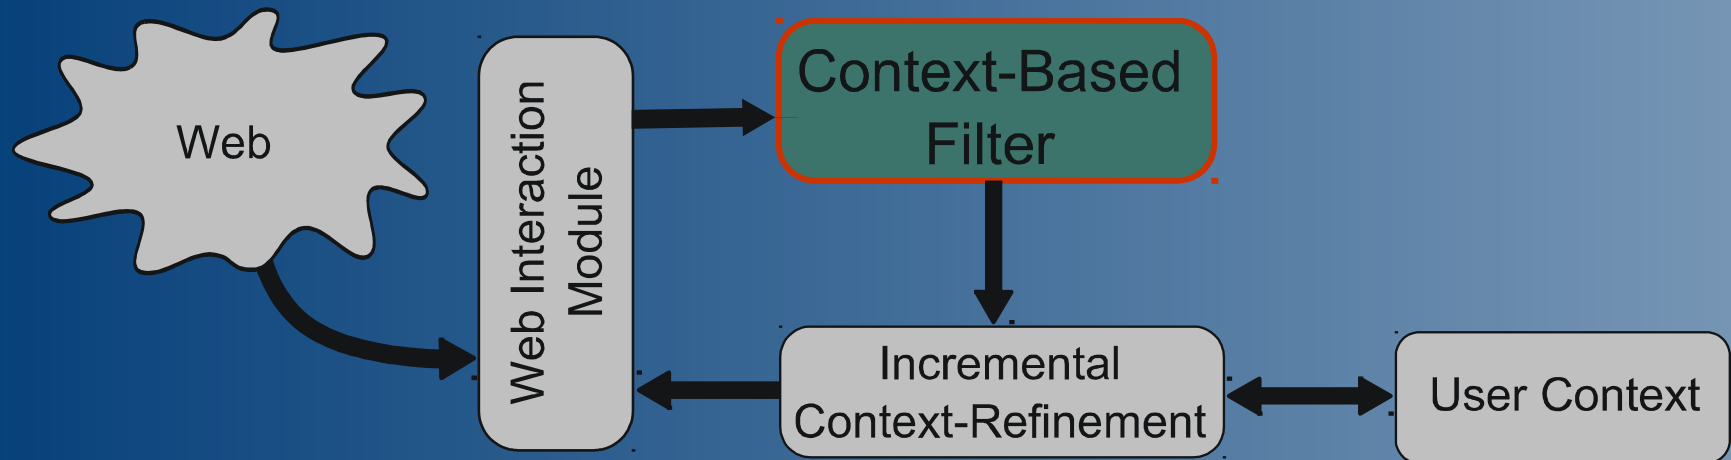 Web
Web Interaction
Module
Context-Based
Filter
Incremental
Context-Refinement
User Context